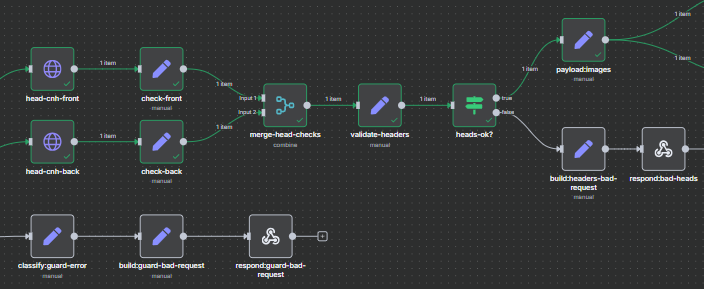 1 item
1 item
1 item
1 item
head-cnh-front
check-front
manual
1 item
Input 1
Input 2
1 item
1 item
1 item
true
false
payload:images
manual
merge-head-checks
combine
validate-headers
manual
heads-ok?
1 item
1 item
head-cnh-back
check-back
manual
build:headers-bad-
request
manual
respond:bad-heads
classify:guard-error
manual
build:guard-bad-request
manual
respond:guard-bad-
request